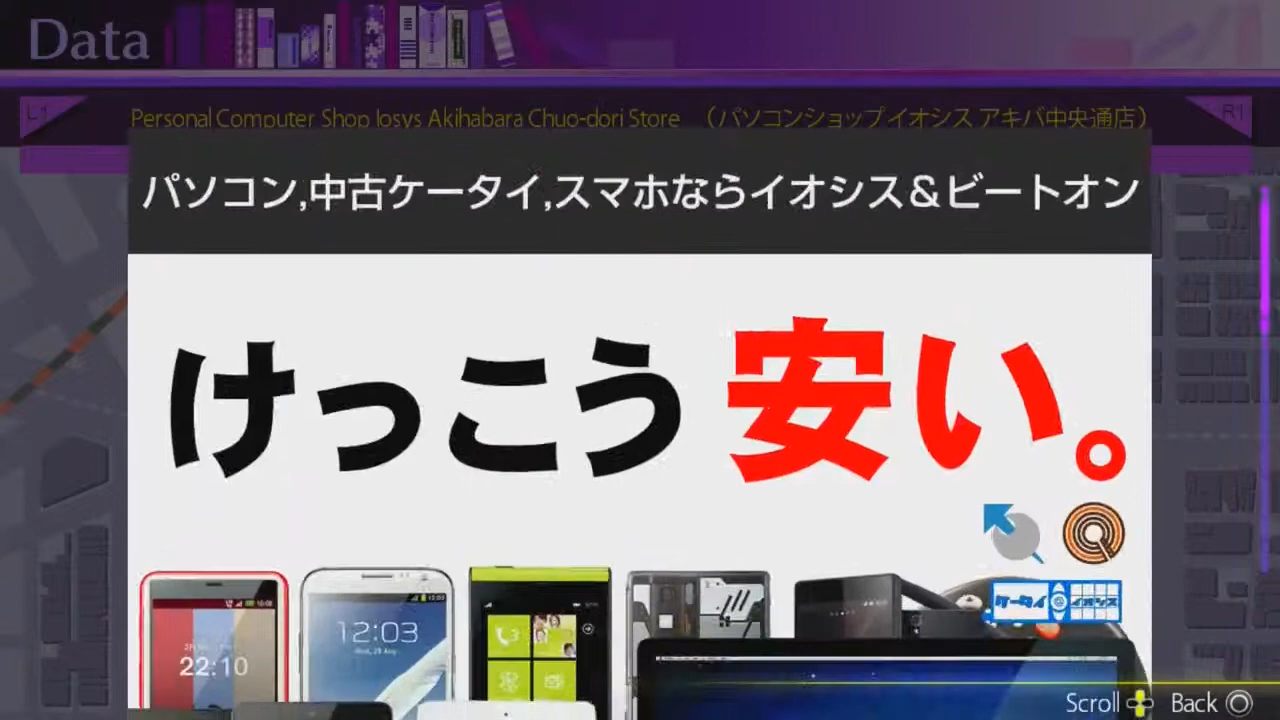 Data
L1
Personal Computer Shop Iosys Akihabara Chuo-dori Store （パソコンショップイオシス アキバ中央通店）
R1
パソコン,中古ケータイ,スマホならイオシス&ビートオン
けっこう安い。
ケータイ@イオシス
12:03
22:10
3
Scroll Back